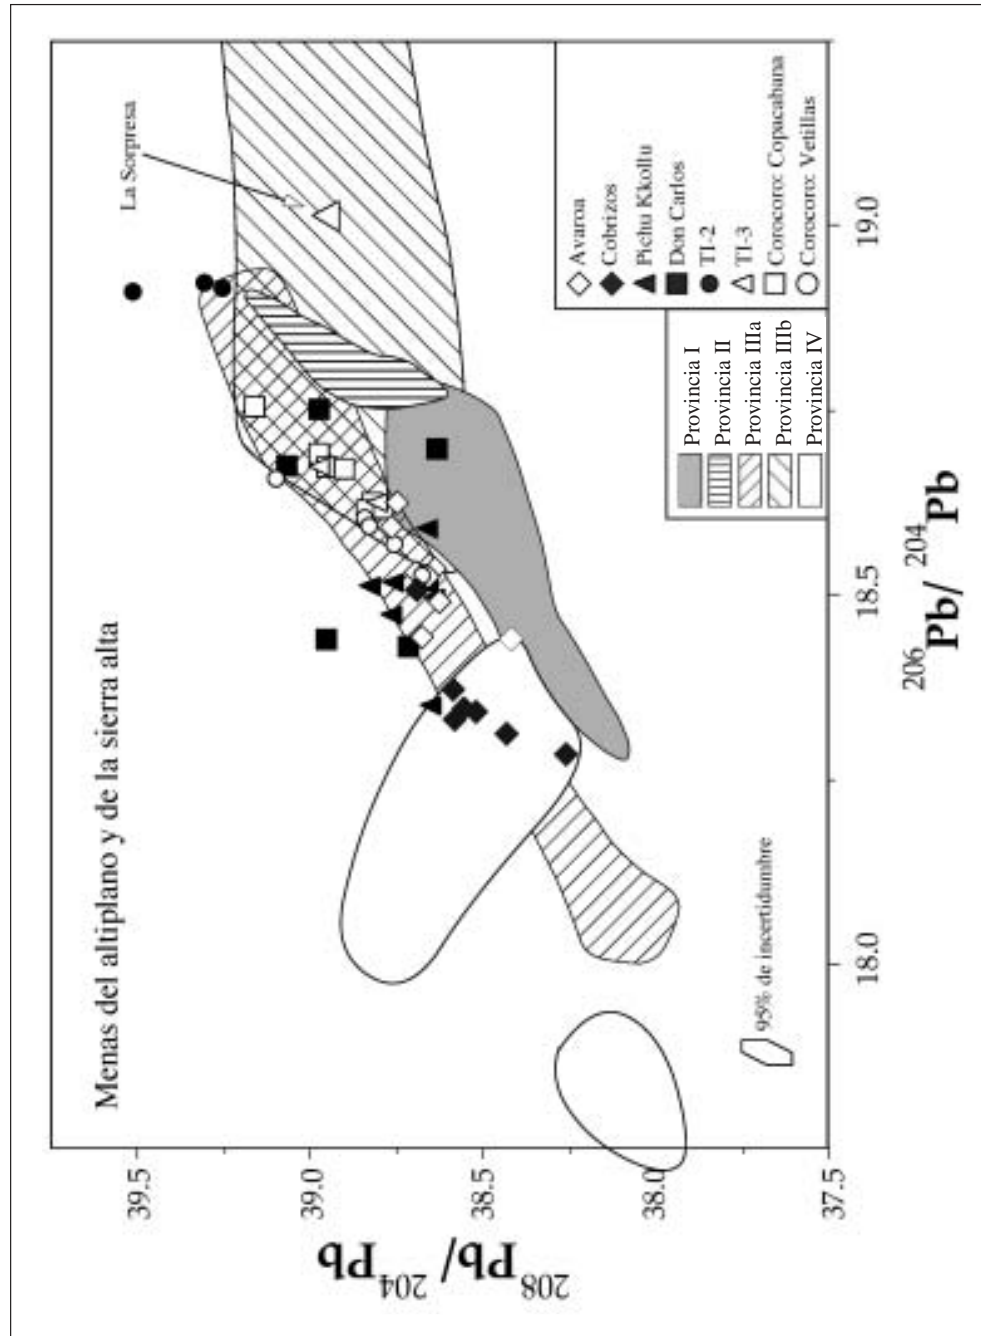 Menas del altiplano y de la sierra alta
La Sorpresa
39.5
39.0
38.5
38.0
37.5
208Pb/ 204Pb
18.0
18.5
19.0
206Pb/ 204Pb
95% de incertidumbre
Provincia I
Provincia II
Provincia IIIa
Provincia IIIb
Provincia IV
Avaroa
Cobrizos
Pichu Kkollu
Don Carlos
TI-2
TI-3
Corocoro: Copacabana
Corocoro: Vetillas